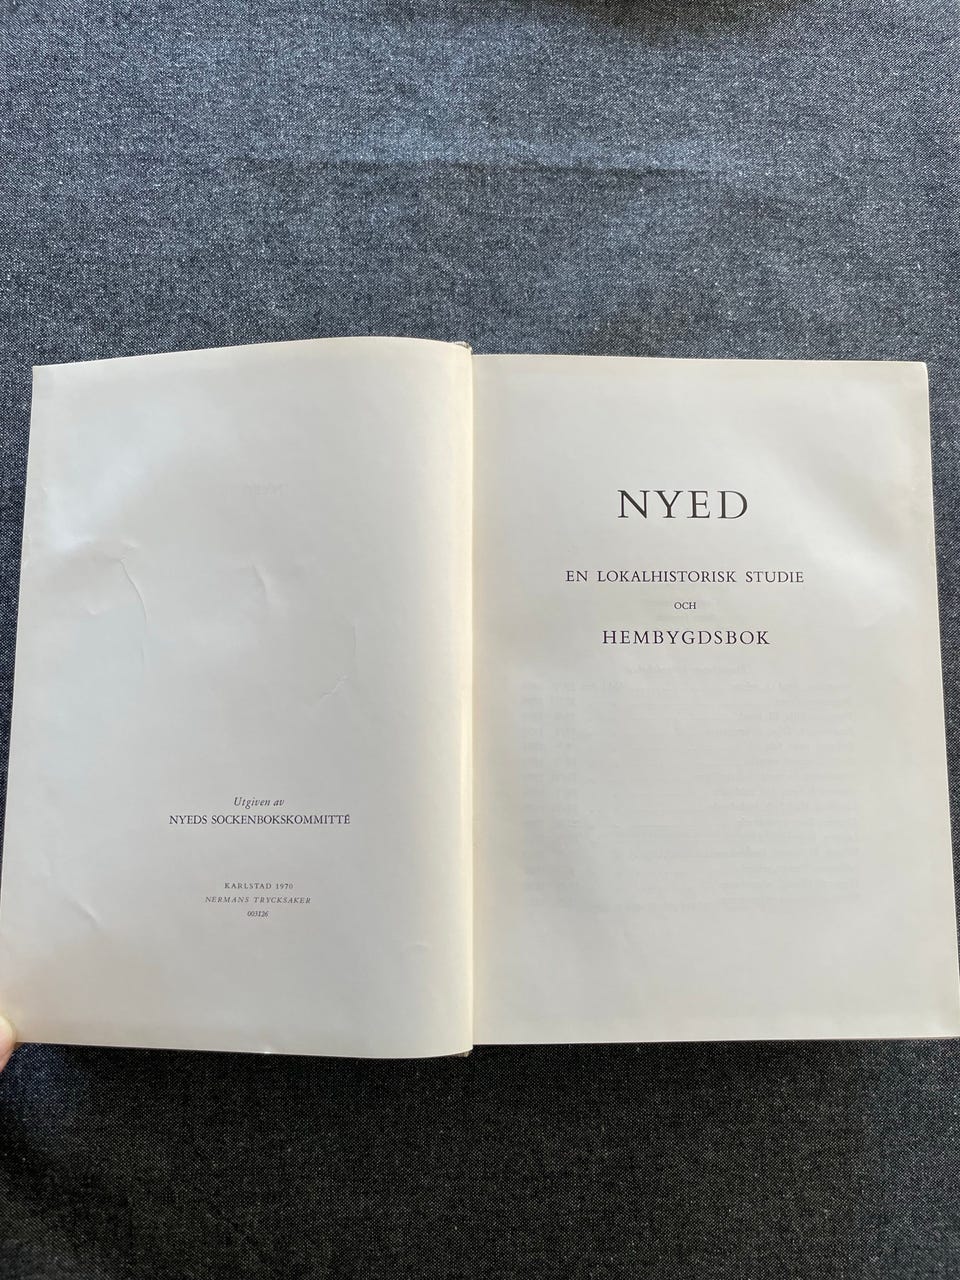 Utgiven av
NYEDS SOCKENBOKSKOMMITTÉ
KARLSTAD 1970
NERMANS TRYCKSAKER
003126
NYED
EN LOKALHISTORISK STUDIE
OCH
HEMBYGDSBOK